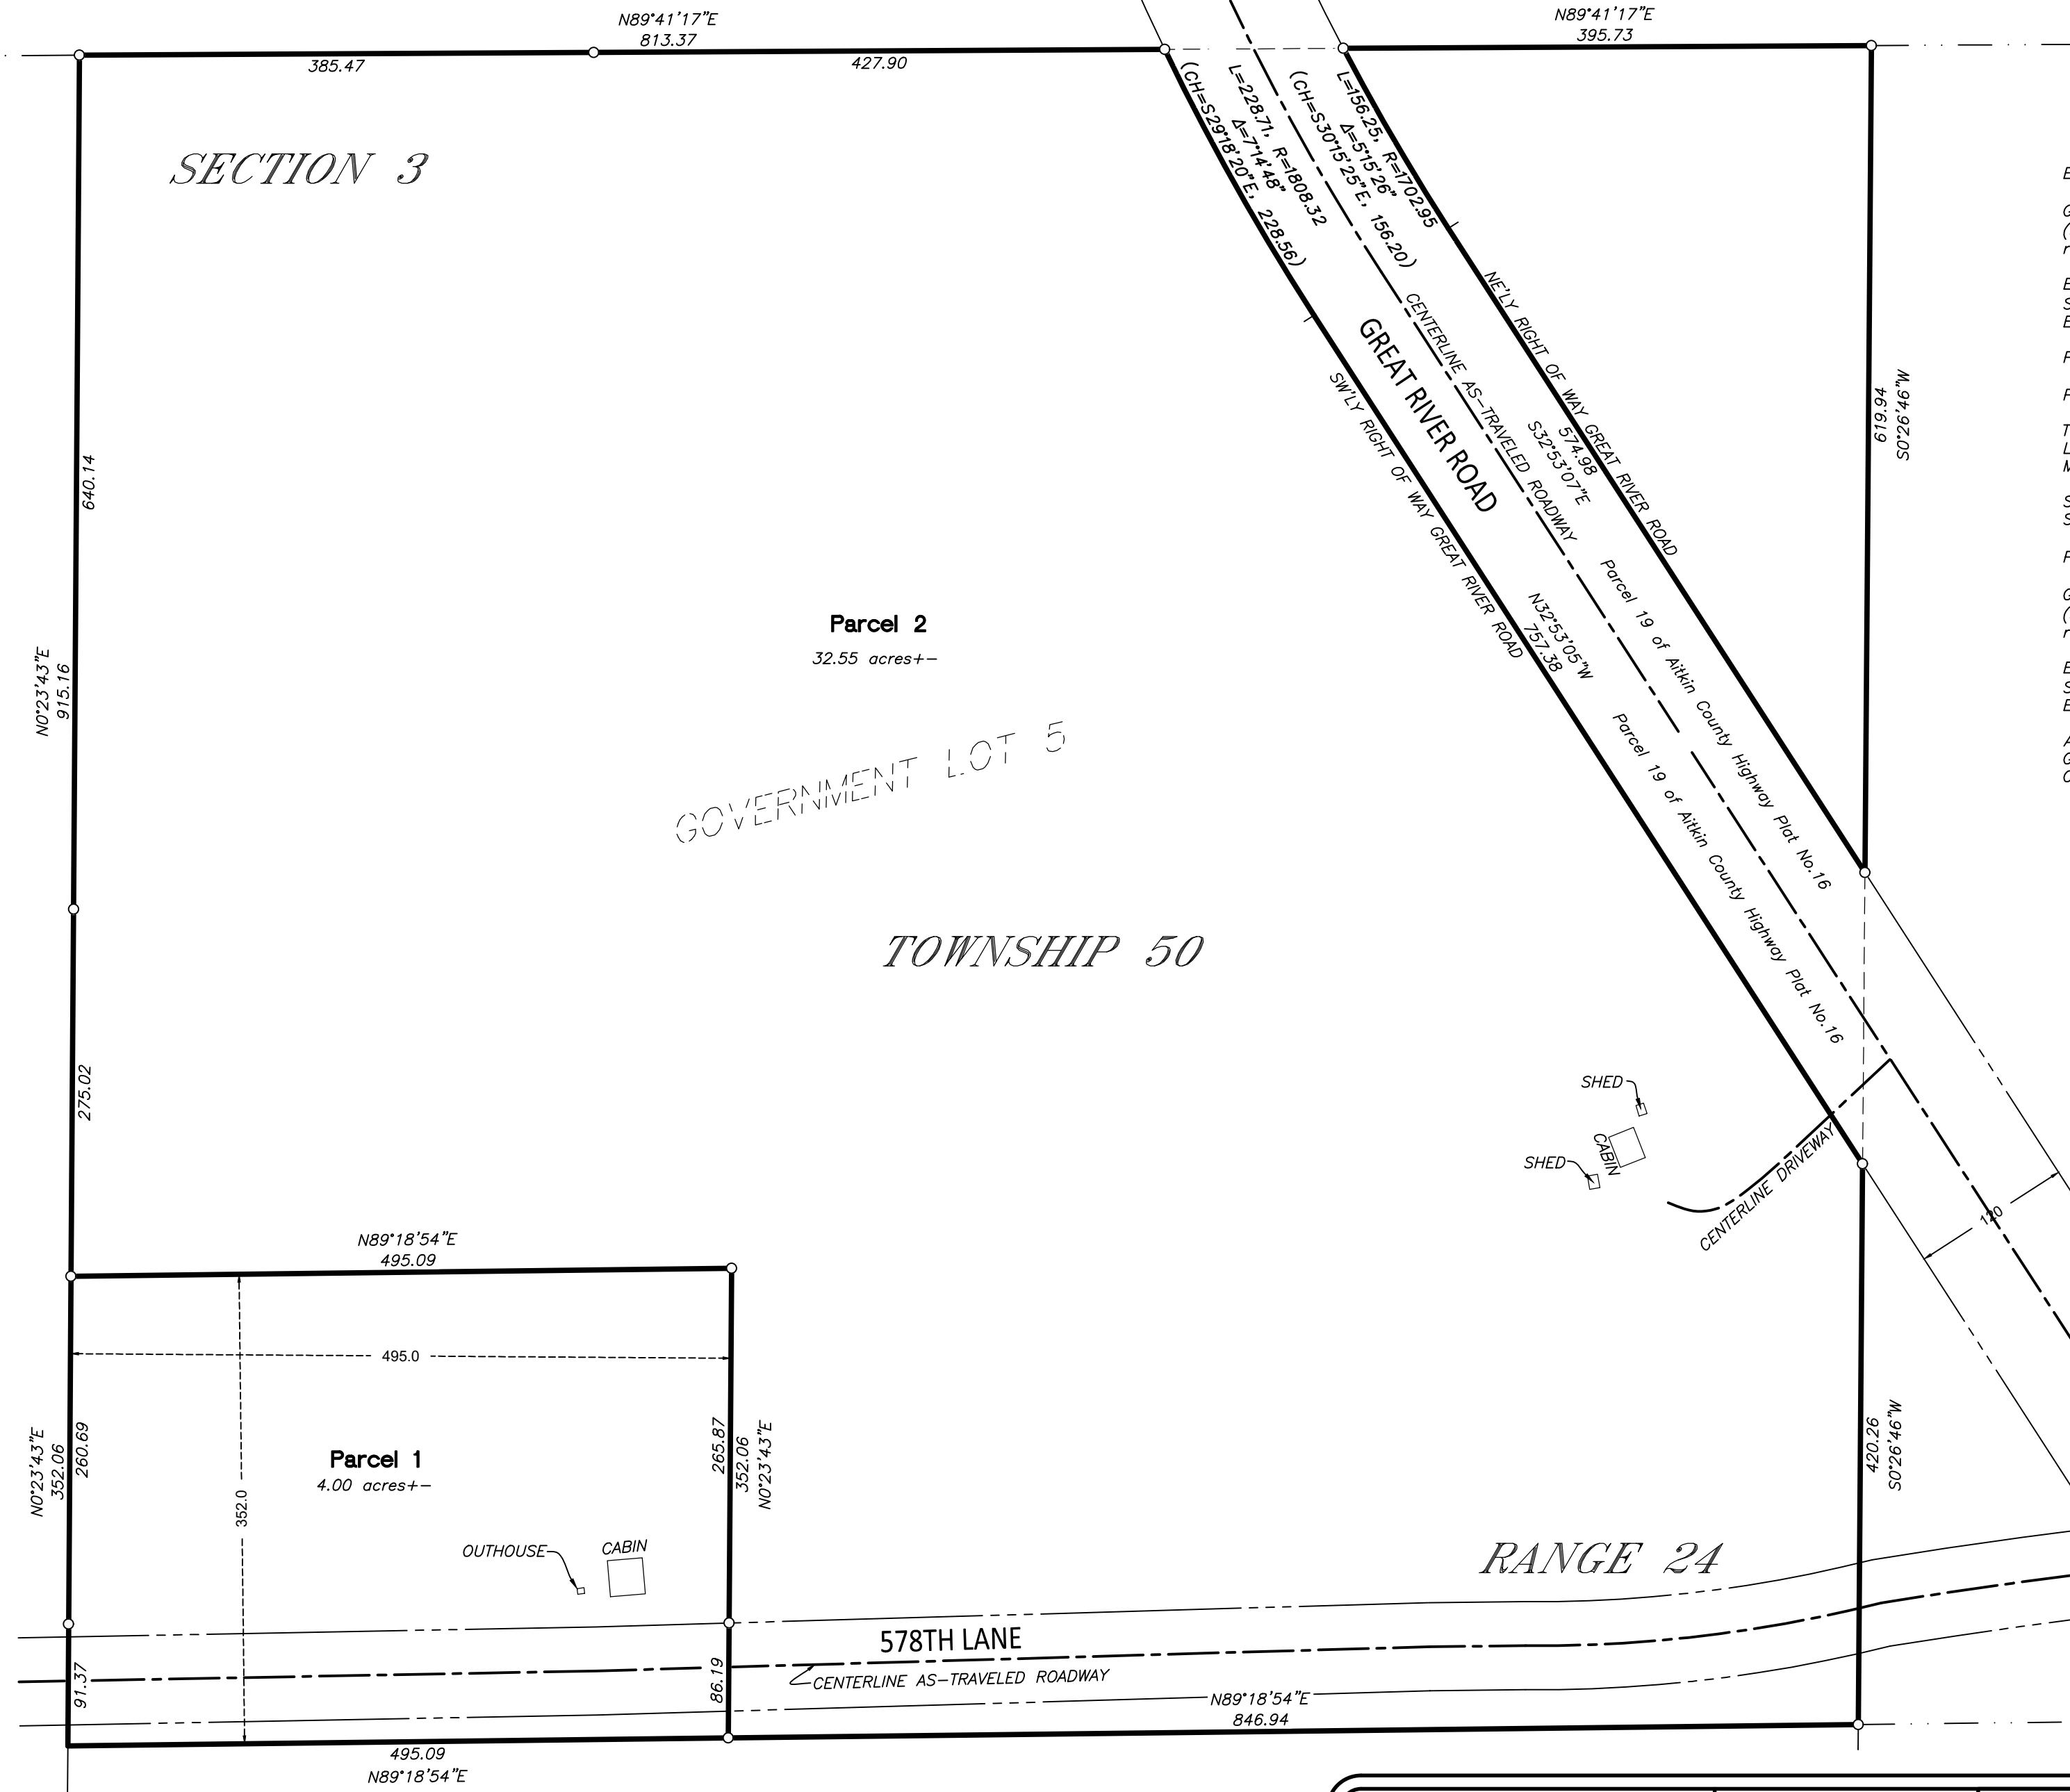 N89°41'17"E
813.37
385.47
427.90
N89°41'17"E
395.73
SECTION 3
(CH=S29°18'20"E, 228.56)
Δ=7°14'48"
L=228.71, R=1808.32
(CH=S30°15'25"E, 156.20)
Δ=5°15'26"
L=156.25, R=1702.95
NE'LY RIGHT OF WAY GREAT RIVER ROAD
574.98
S32°53'07"E
CENTERLINE AS-TRAVELED ROADWAY
GREAT RIVER ROAD
SW'LY RIGHT OF WAY GREAT RIVER ROAD
N32°53'05"W
757.38
Parcel 19 of Aitkin County Highway Plat No.16
Parcel 19 of Aitkin County Highway Plat No.16
619.94
S0°26'46"W
640.14
N0°23'43"E
915.16
275.02
Parcel 2
32.55 acres+-
GOVERNMENT LOT 5
TOWNSHIP 50
SHED
CABIN
SHED
CENTERLINE DRIVEWAY
120
N89°18'54"E
495.09
495.0
352.0
N0°23'43"E
352.06
260.69
Parcel 1
4.00 acres+-
OUTHOUSE
CABIN
265.87
352.06
N0°23'43"E
420.26
S0°26'46"W
RANGE 24
91.37
86.19
578TH LANE
CENTERLINE AS-TRAVELED ROADWAY
N89°18'54"E
846.94
495.09
N89°18'54"E